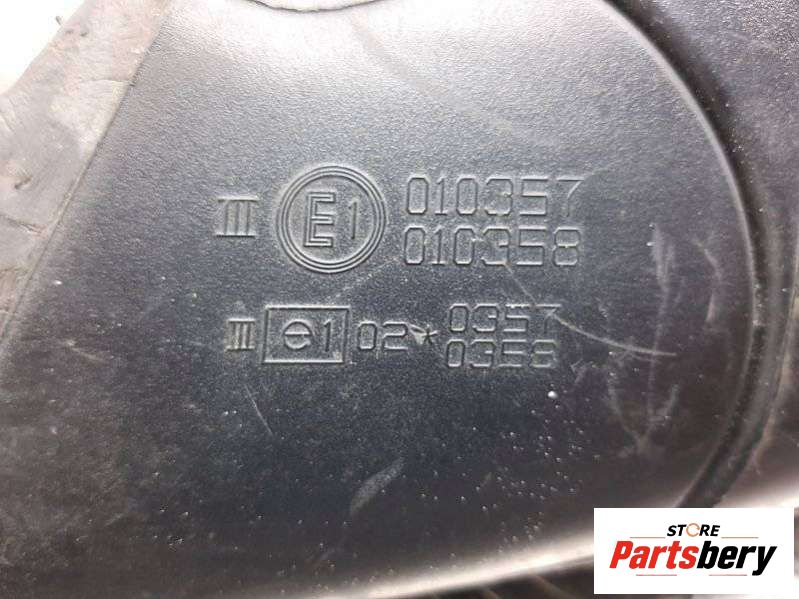 III E1 010357
010358
III e1 02* 0357
0358
STORE
Partsbery